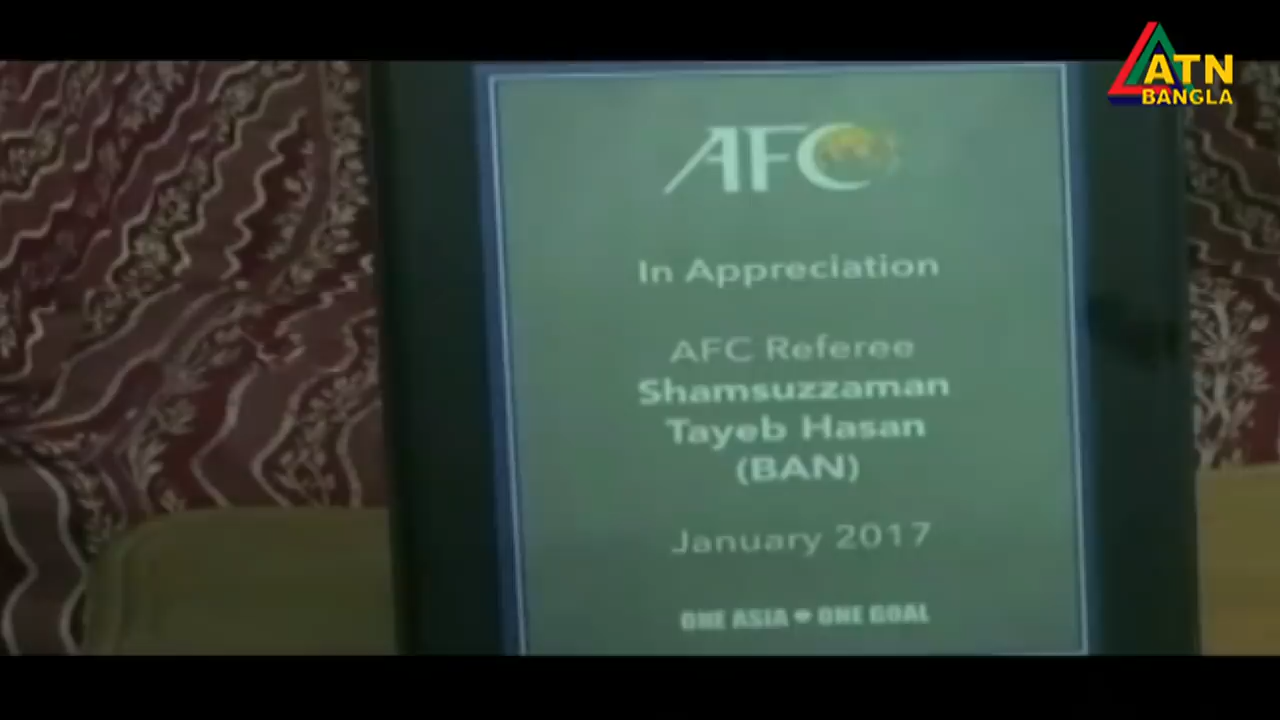 ATN
BANGLA
AFC
In Appreciation
AFC Referee
Shamsuzzaman
Tayeb Hasan
(BAN)
January 2017
ONE ASIA ONE GOAL